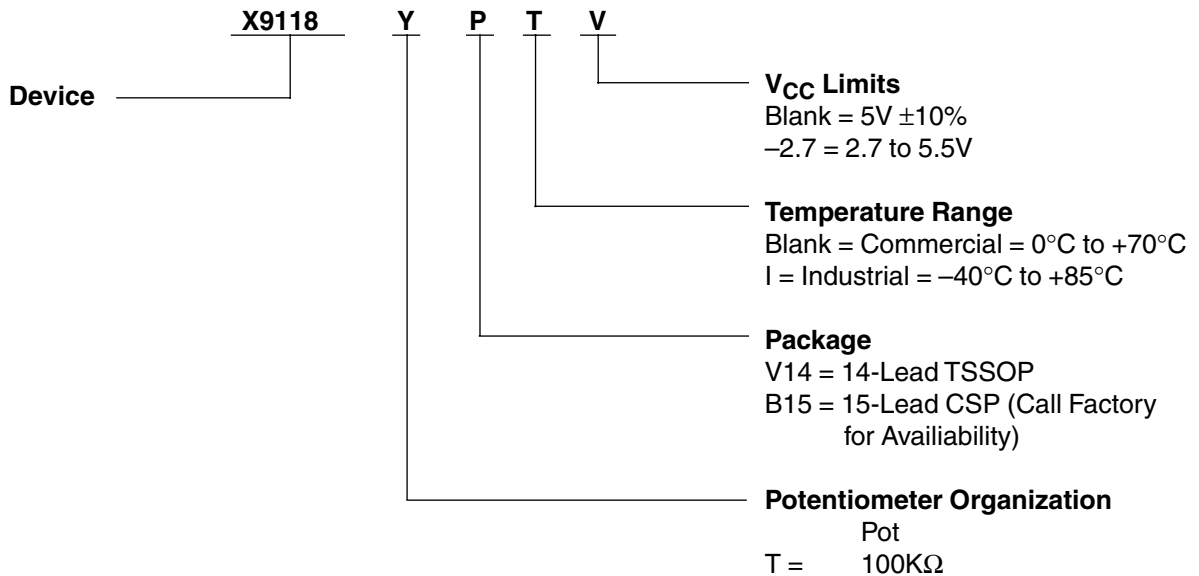 X9118 Y P T V
Device
VCC Limits
Blank = 5V ±10%
–2.7 = 2.7 to 5.5V
Temperature Range
Blank = Commercial = 0°C to +70°C
I = Industrial = –40°C to +85°C
Package
V14 = 14-Lead TSSOP
B15 = 15-Lead CSP (Call Factory
for Availiability)
Potentiometer Organization
Pot
T = 100KΩ